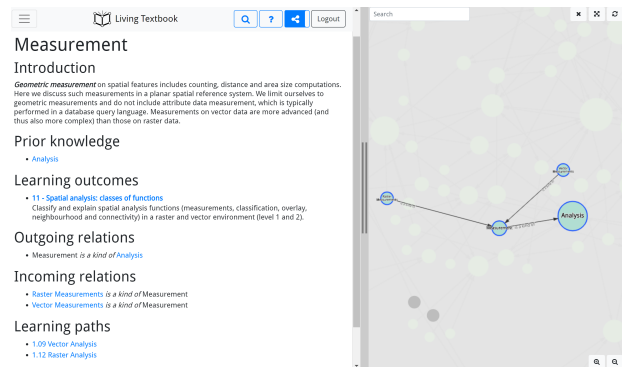 Living Textbook
?
Logout
Search
Measurement
Introduction
Geometric measurement on spatial features includes counting, distance and area size computations.
Here we discuss such measurements in a planar spatial reference system. We limit ourselves to
geometric measurements and do not include attribute data measurement, which is typically
performed in a database query language. Measurements on vector data are more advanced (and
thus also more complex) than those on raster data.
Prior knowledge
• Analysis
Learning outcomes
• 11 - Spatial analysis: classes of functions
Classify and explain spatial analysis functions (measurements, classification, overlay,
neighbourhood and connectivity) in a raster and vector environment (level 1 and 2).
Outgoing relations
• Measurement is a kind of Analysis
Incoming relations
• Raster Measurements is a kind of Measurement
• Vector Measurements is a kind of Measurement
Learning paths
• 1.09 Vector Analysis
• 1.12 Raster Analysis
Analysis